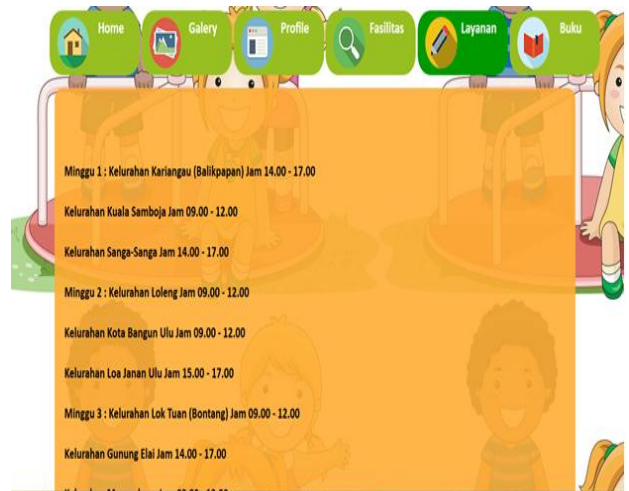 Home
Galery
Profile
Fasilitas
Layanan
Buku
Minggu 1 : Kelurahan Kariangau (Balikpapan) Jam 14.00 - 17.00
Kelurahan Kuala Samboja Jam 09.00 - 12.00
Kelurahan Sanga-Sanga Jam 14.00 - 17.00
Minggu 2 : Kelurahan Loleng Jam 09.00 - 12.00
Kelurahan Kota Bangun Ulu Jam 09.00 - 12.00
Kelurahan Loa Janan Ulu Jam 15.00 - 17.00
Minggu 3 : Kelurahan Lok Tuan (Bontang) Jam 09.00 - 12.00
Kelurahan Gunung Elai Jam 14.00 - 17.00